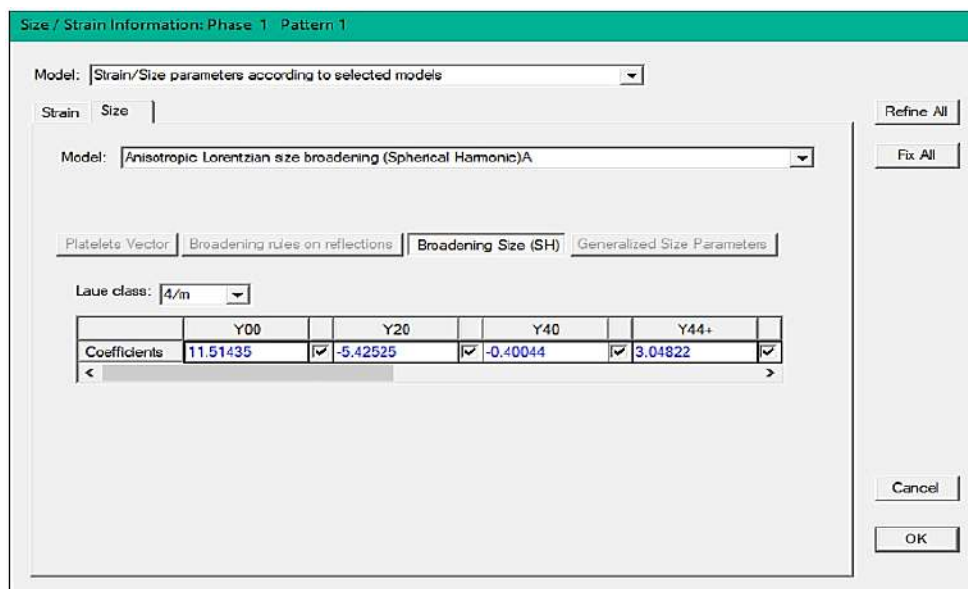 Size / Strain Information: Phase 1 Pattern 1
Model: Strain/Size parameters according to selected models
Strain Size
Refine All
Model: Anisotropic Lorentzian size broadening (Spherical Harmonic)A
Fix All
Platelets Vector Broadening rules on reflections Broadening Size (SH) Generalized Size Parameters
Laue class: 4/m
Y00 Y20 Y40 Y44+
Coefficients 11.51435 -5.42525 -0.40044 3.04822
< >
Cancel
OK